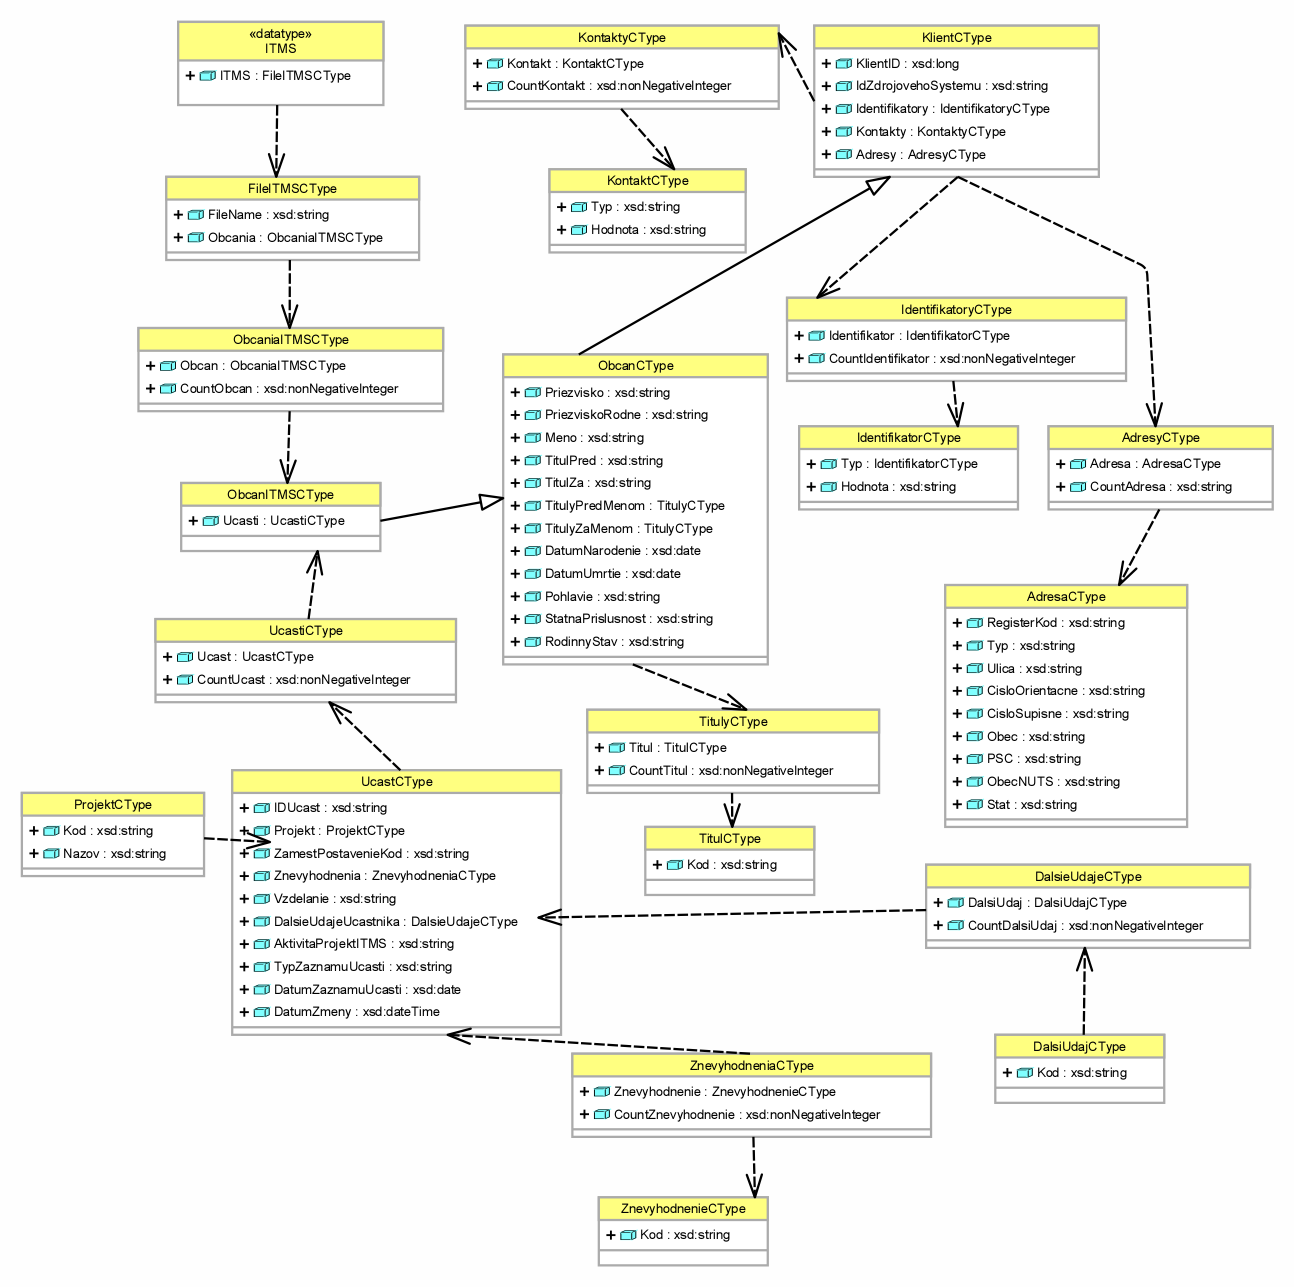 «datatype»
ITMS
ITMS : FileITMSCType
FileITMSCType
FileName : xsd:string
Obcania : ObcaniaITMSCType
ObcaniaITMSCType
Obcan : ObcaniaITMSCType
CountObcan : xsd:nonNegativeInteger
ObcanITMSCType
Ucasti : UcastiCType
UcastiCType
Ucast : UcastCType
CountUcast : xsd:nonNegativeInteger
ProjektCType
Kod : xsd:string
Nazov : xsd:string
UcastCType
IDUcast : xsd:string
Projekt : ProjektCType
ZamestPostavenieKod : xsd:string
Znevyhodnenia : ZnevyhodneniaCType
Vzdelanie : xsd:string
DalsieUdajeUcastnika : DalsieUdajeCType
AktivitaProjektITMS : xsd:string
TypZaznamuUcasti : xsd:string
DatumZaznamuUcasti : xsd:date
DatumZmeny : xsd:dateTime
KontaktyCType
Kontakt : KontaktCType
CountKontakt : xsd:nonNegativeInteger
KontaktCType
Typ : xsd:string
Hodnota : xsd:string
KlientCType
KlientID : xsd:long
IdZdrojovehoSystemu : xsd:string
Identifikatory : IdentifikatoryCType
Kontakty : KontaktyCType
Adresy : AdresyCType
ObcanCType
Priezvisko : xsd:string
PriezviskoRodne : xsd:string
Meno : xsd:string
TitulPred : xsd:string
TitulZa : xsd:string
TitulyPredMenom : TitulyCType
TitulyZaMenom : TitulyCType
DatumNarodenie : xsd:date
DatumUmrtie : xsd:date
Pohlavie : xsd:string
StatnaPrislusnost : xsd:string
RodinnyStav : xsd:string
IdentifikatoryCType
Identifikator : IdentifikatorCType
CountIdentifikator : xsd:nonNegativeInteger
IdentifikatorCType
Typ : IdentifikatorCType
Hodnota : xsd:string
AdresyCType
Adresa : AdresaCType
CountAdresa : xsd:string
AdresaCType
RegisterKod : xsd:string
Typ : xsd:string
Ulica : xsd:string
CisloOrientacne : xsd:string
CisloSupisne : xsd:string
Obec : xsd:string
PSC : xsd:string
ObecNUTS : xsd:string
Stat : xsd:string
TitulyCType
Titul : TitulCType
CountTitul : xsd:nonNegativeInteger
TitulCType
Kod : xsd:string
DalsieUdajeCType
DalsiUdaj : DalsiUdajCType
CountDalsiUdaj : xsd:nonNegativeInteger
DalsiUdajCType
Kod : xsd:string
ZnevyhodneniaCType
Znevyhodnenie : ZnevyhodnenieCType
CountZnevyhodnenie : xsd:nonNegativeInteger
ZnevyhodnenieCType
Kod : xsd:string